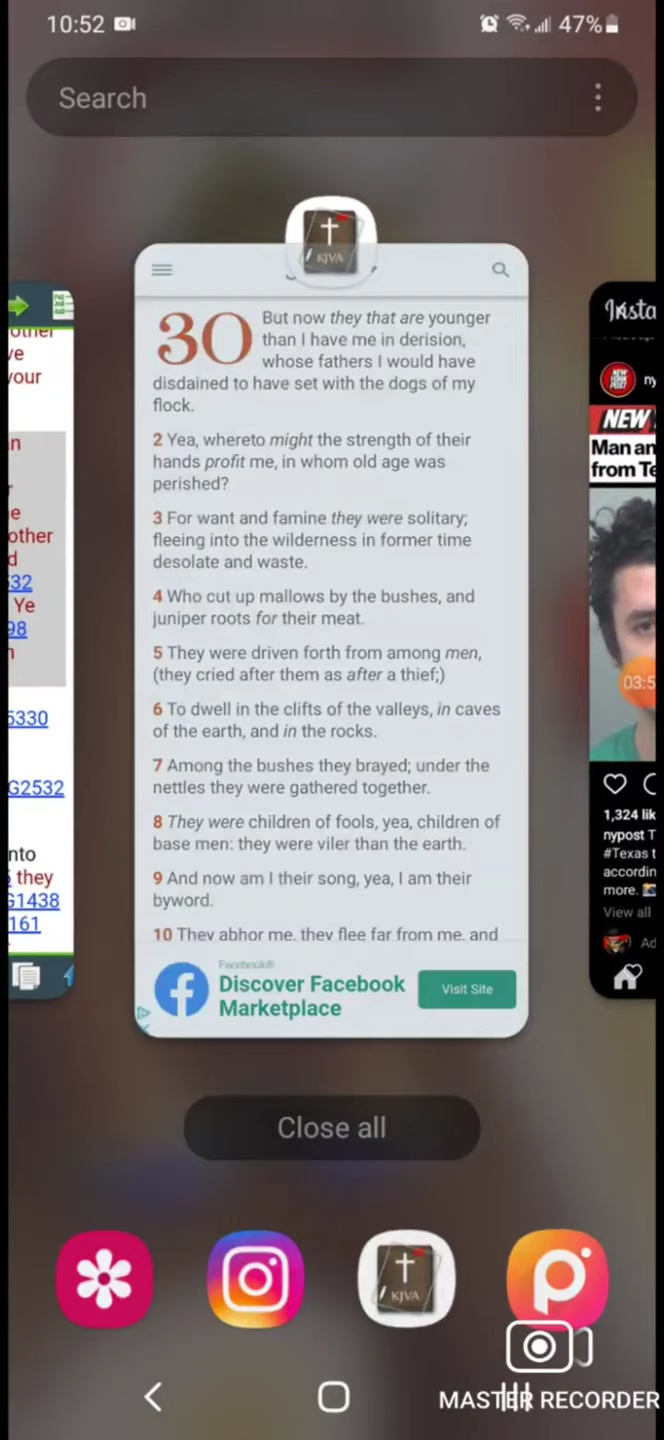 10:52
47%
Search
KJVA
30 But now they that are younger
than I have me in derision,
whose fathers I would have
disdained to have set with the dogs of my
flock.
2 Yea, whereto might the strength of their
hands profit me, in whom old age was
perished?
3 For want and famine they were solitary;
fleeing into the wilderness in former time
desolate and waste.
4 Who cut up mallows by the bushes, and
juniper roots for their meat.
5 They were driven forth from among men,
(they cried after them as after a thief;)
6 To dwell in the clifts of the valleys, in caves
of the earth, and in the rocks.
7 Among the bushes they brayed; under the
nettles they were gathered together.
8 They were children of fools, yea, children of
base men: they were viler than the earth.
9 And now am I their song, yea, I am their
byword.
10 They abhor me, they flee far from me, and
Facebook®
Discover Facebook
Marketplace
Visit Site
other
ve
your
n
e
other
d
532
Ye
98
n
5330
G2532
nto
they
G1438
161
Insta
NEW YORK POST
ny
NEW
Man an
from Te
03:5
1,324 lik
nypost T
#Texas t
accordin
more.
View all
Ad
Close all
KJVA
MASTER RECORDER